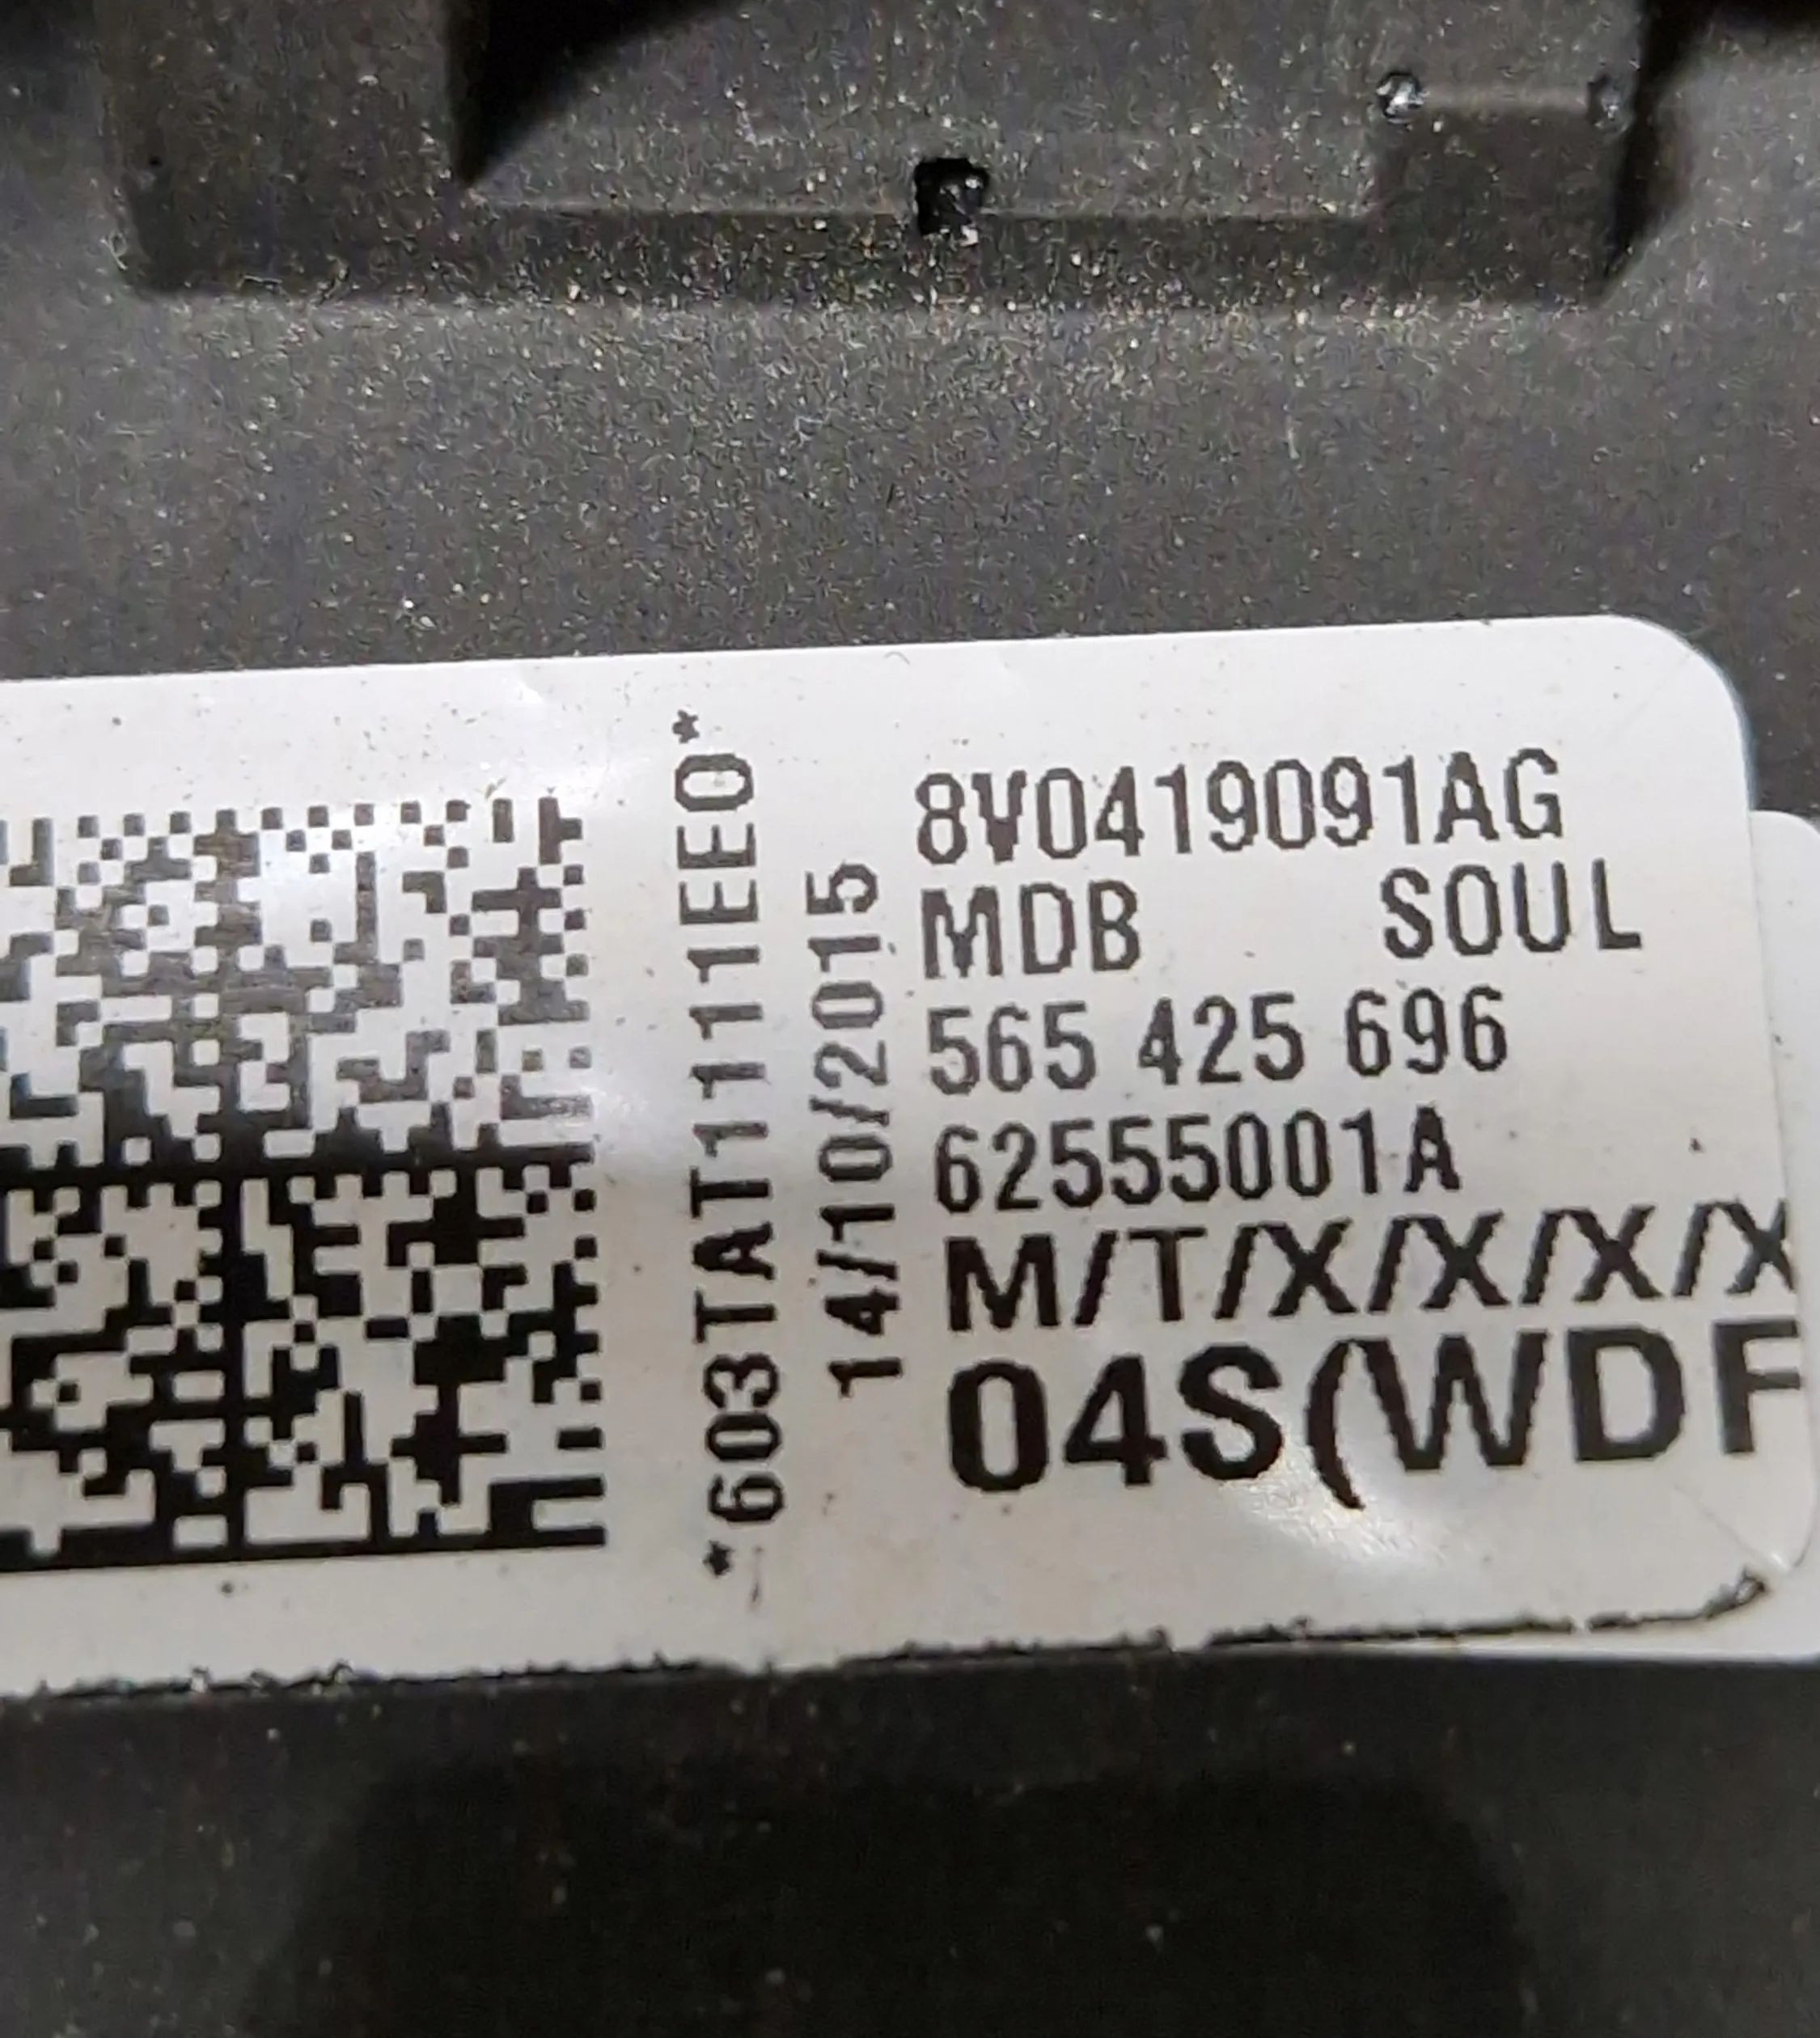 *603TAT1111EE0*
14/10/2015
8V0419091AG
MDB SOUL
565 425 696
62555001A
M/T/X/X/X/X
04S(WDF